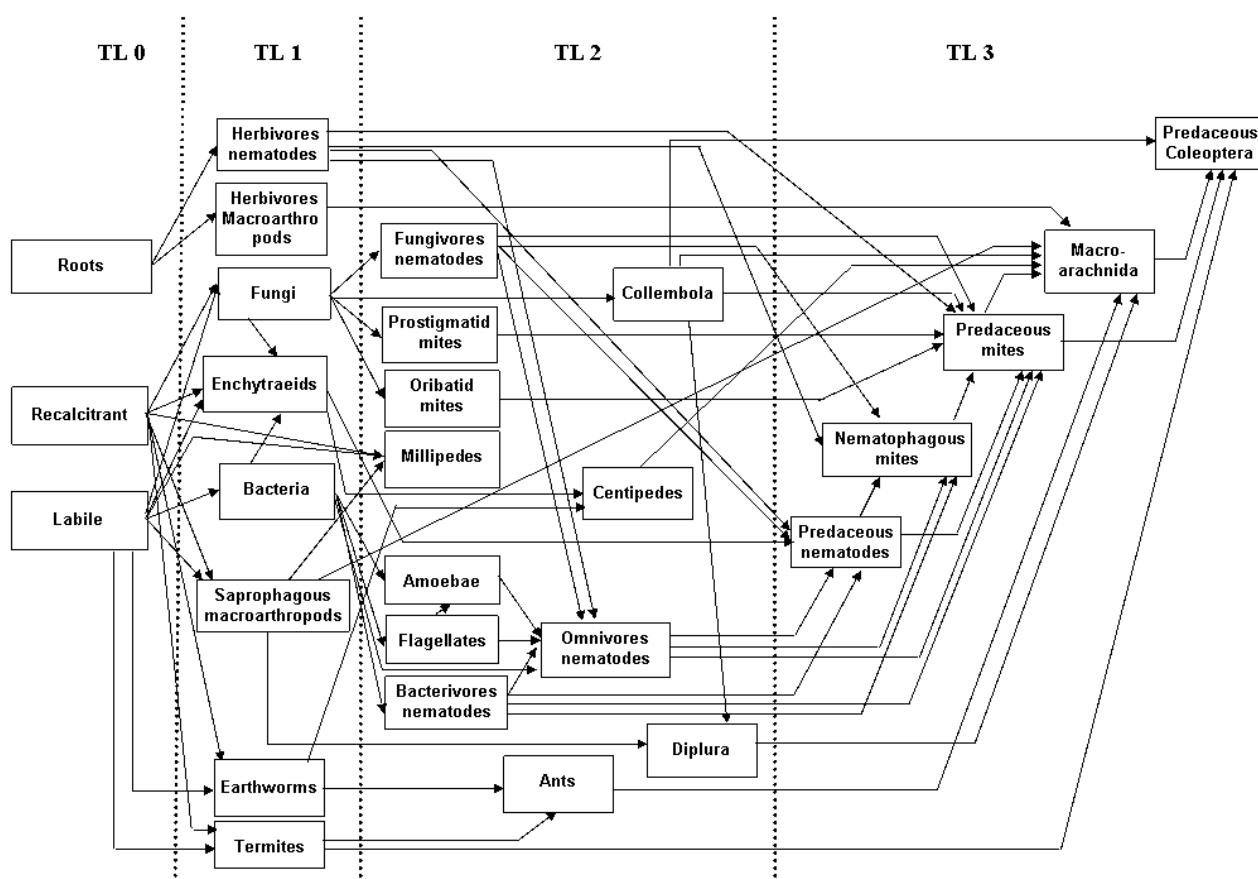 TL 0
TL 1
TL 2
TL 3
Herbivores
nematodes
Predaceous
Coleoptera
Herbivores
Macroarthro
pods
Roots
Fungivores
nematodes
Macro-
arachnida
Fungi
Collembola
Prostigmatid
mites
Predaceous
mites
Enchytraeids
Recalcitrant
Oribatid
mites
Millipedes
Nematophagous
mites
Bacteria
Centipedes
Labile
Predaceous
nematodes
Amoebae
Saprophagous
macroarthropods
Flagellates
Omnivores
nematodes
Bacterivores
nematodes
Diplura
Earthworms
Ants
Termites